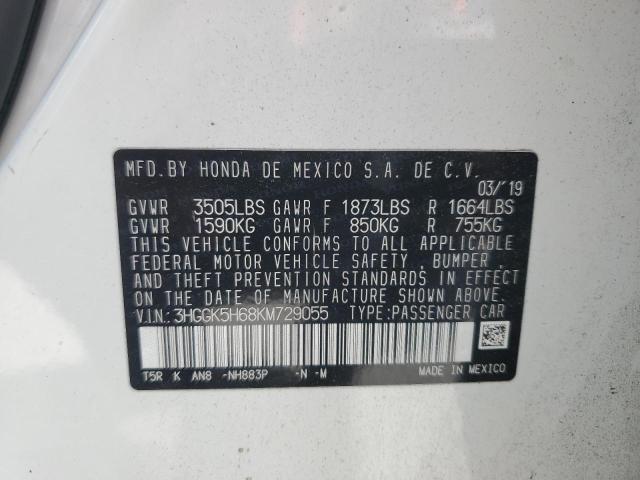 MFD. BY HONDA DE MEXICO S.A. DE C.V.
03/'19
GVWR 3505LBS GAWR F 1873LBS R 1664LBS
GVWR 1590KG GAWR F 850KG R 755KG
THIS VEHICLE CONFORMS TO ALL APPLICABLE
FEDERAL MOTOR VEHICLE SAFETY, BUMPER,
AND THEFT PREVENTION STANDARDS IN EFFECT
ON THE DATE OF MANUFACTURE SHOWN ABOVE.
V.I.N.: 3HGGK5H68KM729055 TYPE:PASSENGER CAR
T5R K AN8 -NH883P -N -M MADE IN MEXICO